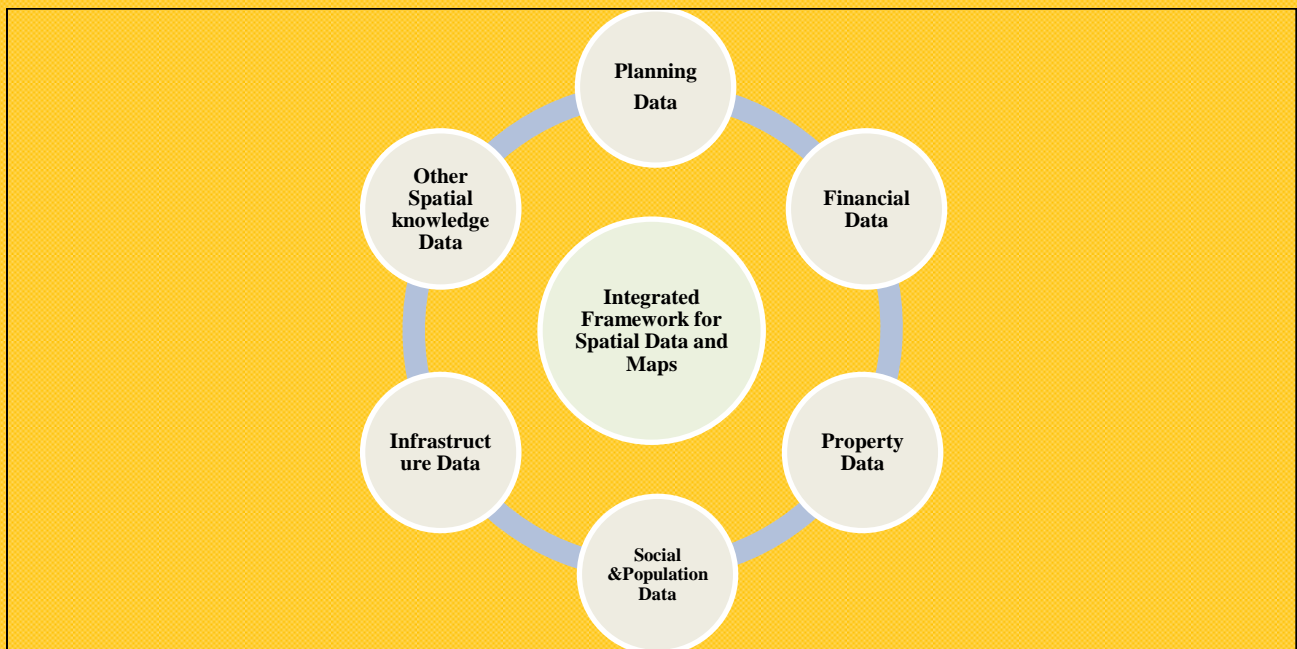 Planning
Data
Financial
Data
Property
Data
Social
&Population
Data
Infrastruct
ure Data
Other
Spatial
knowledge
Data
Integrated
Framework for
Spatial Data and
Maps